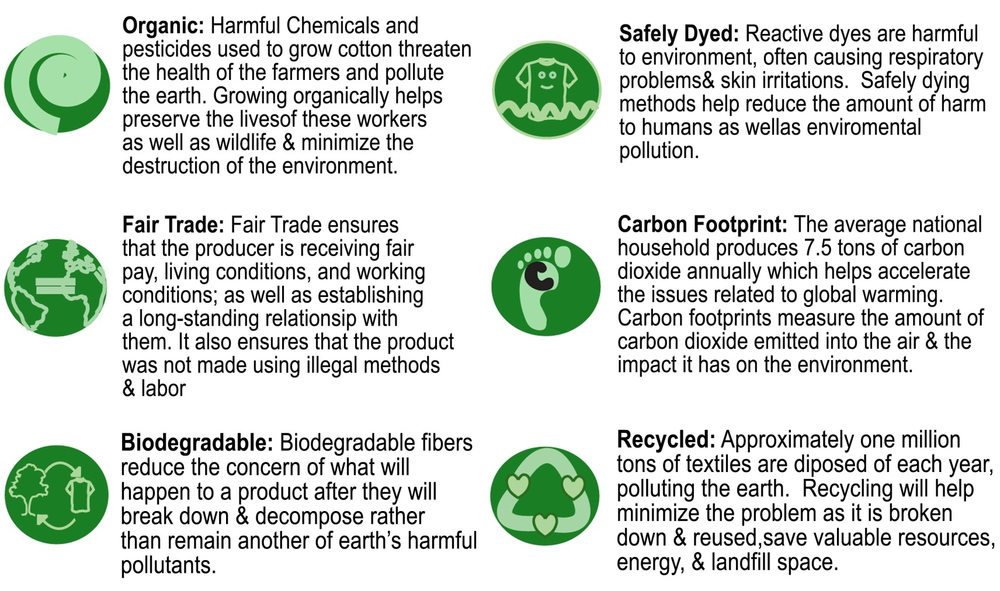 Organic: Harmful Chemicals and
pesticides used to grow cotton threaten
the health of the farmers and pollute
the earth. Growing organically helps
preserve the livesof these workers
as well as wildlife & minimize the
destruction of the environment.
Safely Dyed: Reactive dyes are harmful
to environment, often causing respiratory
problems& skin irritations.  Safely dying
methods help reduce the amount of harm
to humans as wellas enviromental
pollution.
Fair Trade: Fair Trade ensures
that the producer is receiving fair
pay, living conditions, and working
conditions; as well as establishing
a long-standing relationsip with
them. It also ensures that the product
was not made using illegal methods
& labor
C
Carbon Footprint: The average national
household produces 7.5 tons of carbon
dioxide annually which helps accelerate
the issues related to global warming.
Carbon footprints measure the amount of
carbon dioxide emitted into the air & the
impact it has on the environment.
Biodegradable: Biodegradable fibers
reduce the concern of what will
happen to a product after they will
break down & decompose rather
than remain another of earth's harmful
pollutants.
Recycled: Approximately one million
tons of textiles are diposed of each year,
polluting the earth.  Recycling will help
minimize the problem as it is broken
down & reused,save valuable resources,
energy, & landfill space.